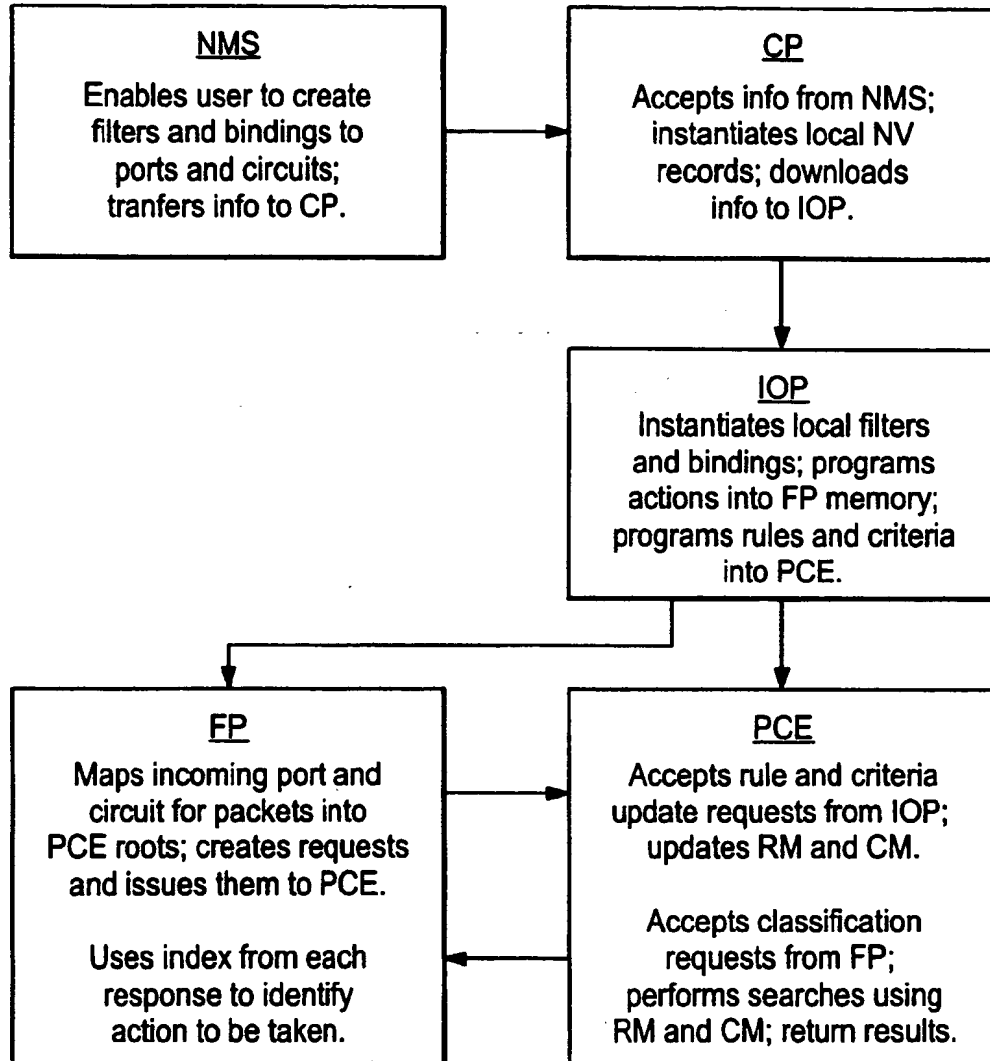 NMS
Enables user to create
filters and bindings to
ports and circuits;
tranfers info to CP.
CP
Accepts info from NMS;
instantiates local NV
records; downloads
info to IOP.
IOP
Instantiates local filters
and bindings; programs
actions into FP memory;
programs rules and criteria
into PCE.
FP
Maps incoming port and
circuit for packets into
PCE roots; creates requests
and issues them to PCE.
Uses index from each
response to identify
action to be taken.
PCE
Accepts rule and criteria
update requests from IOP;
updates RM and CM.
Accepts classification
requests from FP;
performs searches using
RM and CM; return results.